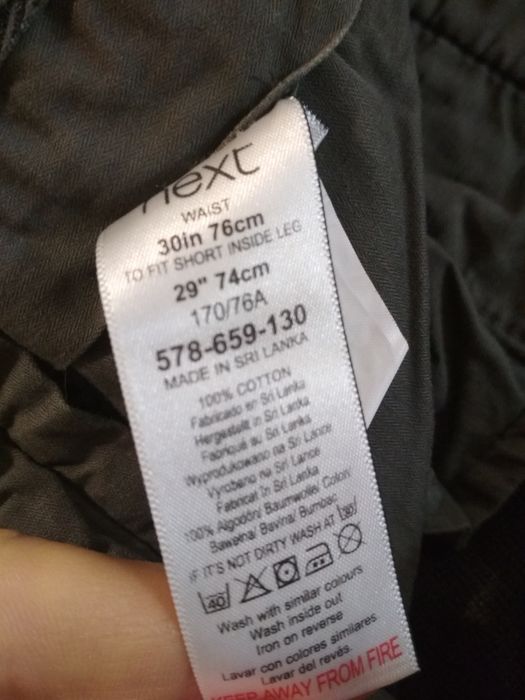 next
WAIST
30in 76cm
TO FIT SHORT INSIDE LEG
29" 74cm
170/76A
578-659-130
MADE IN SRI LANKA
100% COTTON
Fabricado en Sri Lanka
Hergestellt in Sri Lanka
Fabriqué au Sri Lanka
Wyprodukowano na Sri Lance
Vyrobeno na Sri Lance
Fabricat în Sri Lanka
100% Algodón/ Baumwolle/ Coton/
Bawełna/ Bavlna/ Bumbac
IF IT'S NOT DIRTY WASH AT 30°
40
Wash with similar colours
Wash inside out
Iron on reverse
Lavar con colores similares
Lavar del revés.
KEEP AWAY FROM FIRE